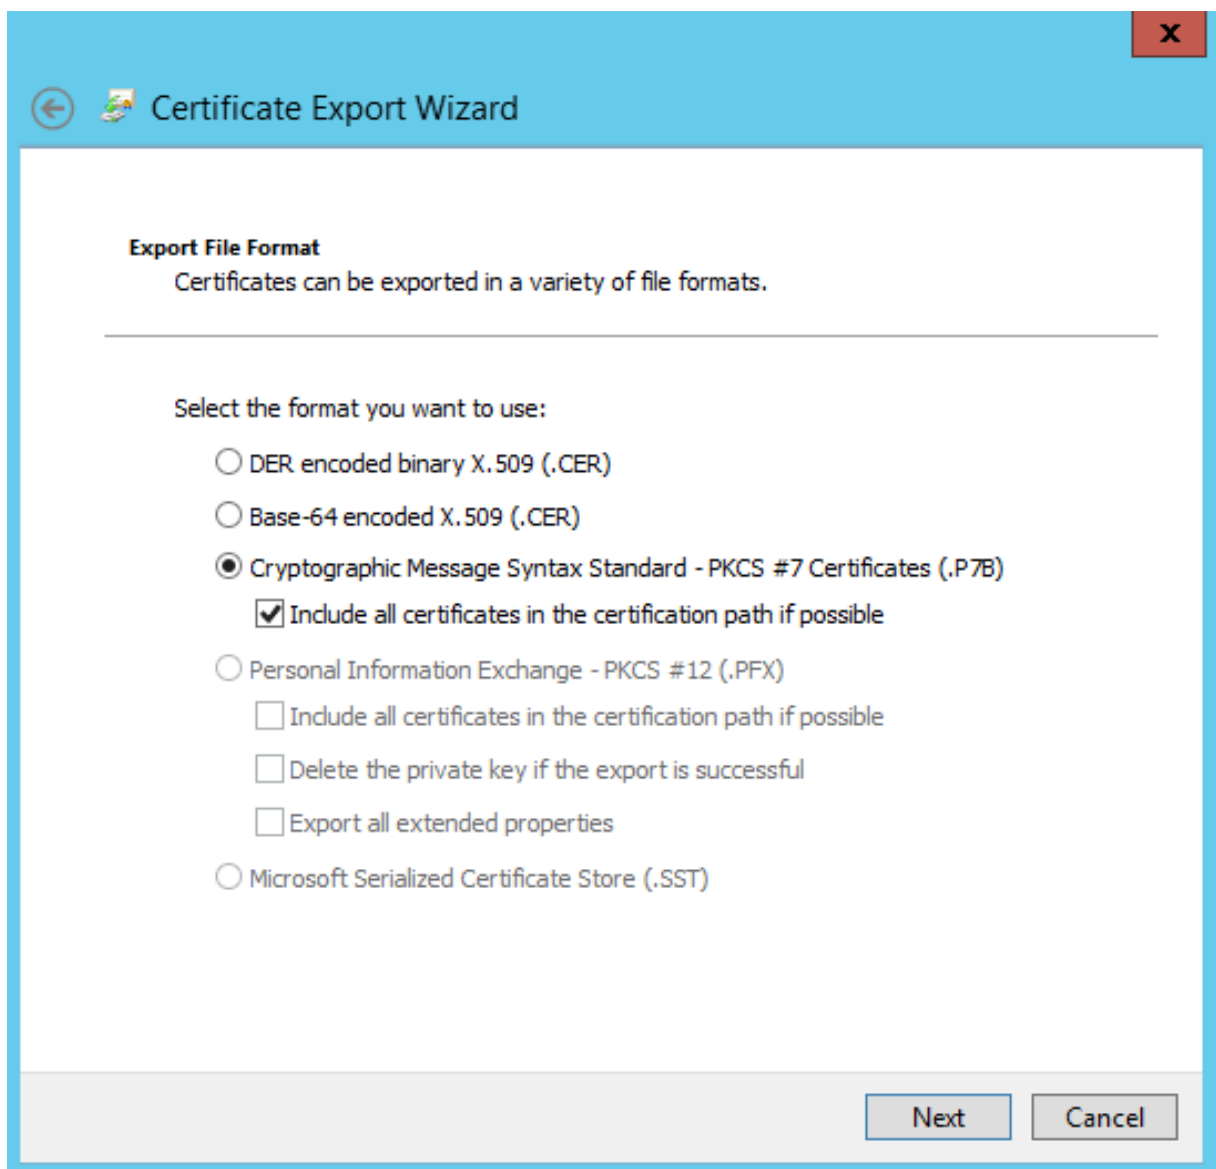 x
Certificate Export Wizard
Export File Format
Certificates can be exported in a variety of file formats.
Select the format you want to use:
DER encoded binary X.509 (.CER)
Base-64 encoded X.509 (.CER)
Cryptographic Message Syntax Standard - PKCS #7 Certificates (.P7B)
Include all certificates in the certification path if possible
Personal Information Exchange - PKCS #12 (.PFX)
Include all certificates in the certification path if possible
Delete the private key if the export is successful
Export all extended properties
Microsoft Serialized Certificate Store (.SST)
Next Cancel